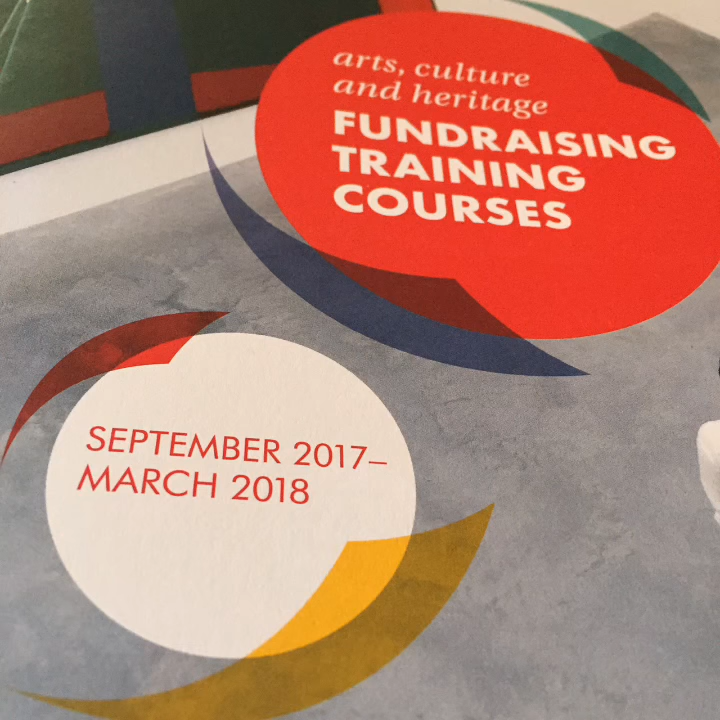 arts, culture
and heritage
FUNDRAISING
TRAINING
COURSES
SEPTEMBER 2017–
MARCH 2018